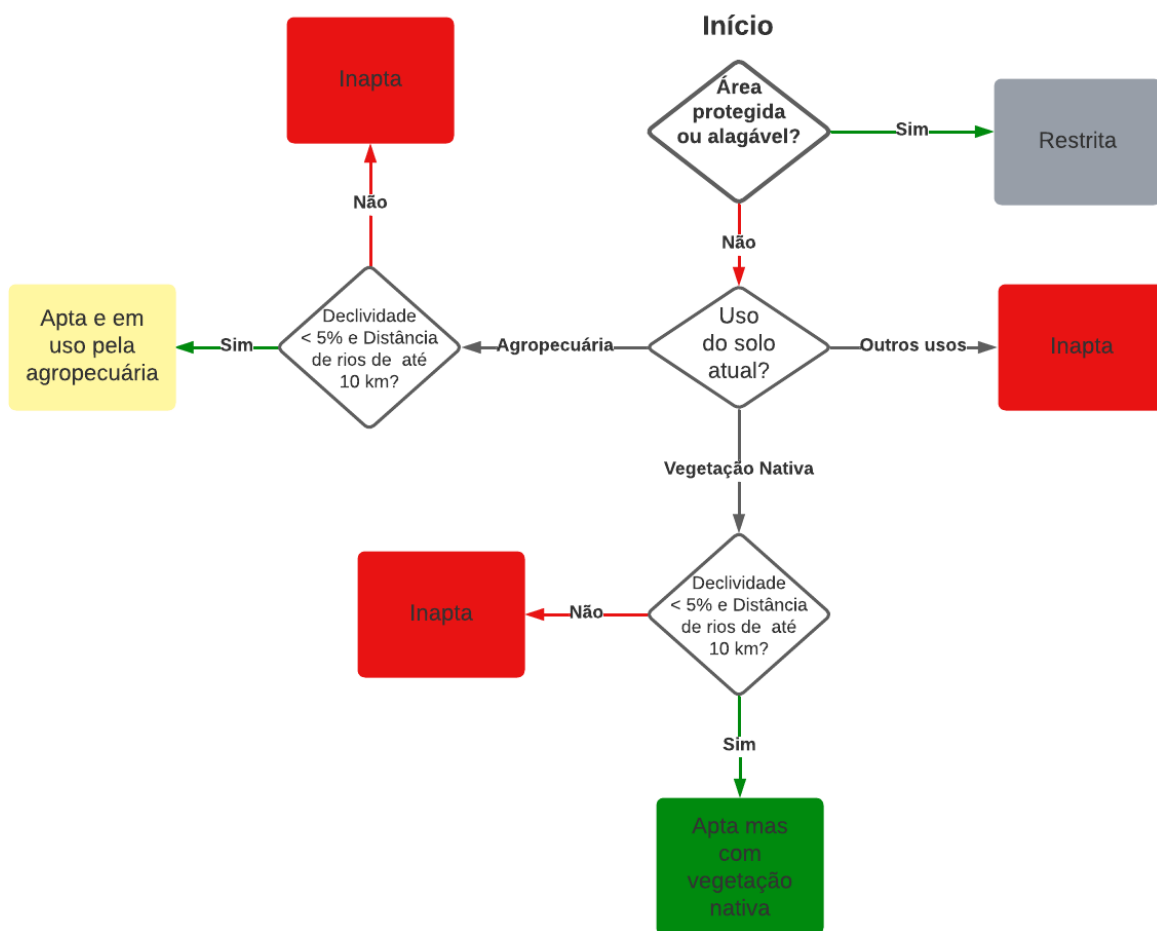 Início
Área
protegida
ou alagável?
Sim
Restrita
Não
Uso
do solo
atual?
Outros usos
Inapta
Agropecuária
Declividade
< 5% e Distância
de rios de até
10 km?
Não
Inapta
Sim
Apta e em
uso pela
agropecuária
Vegetação Nativa
Declividade
< 5% e Distância
de rios de até
10 km?
Não
Inapta
Sim
Apta mas
com
vegetação
nativa